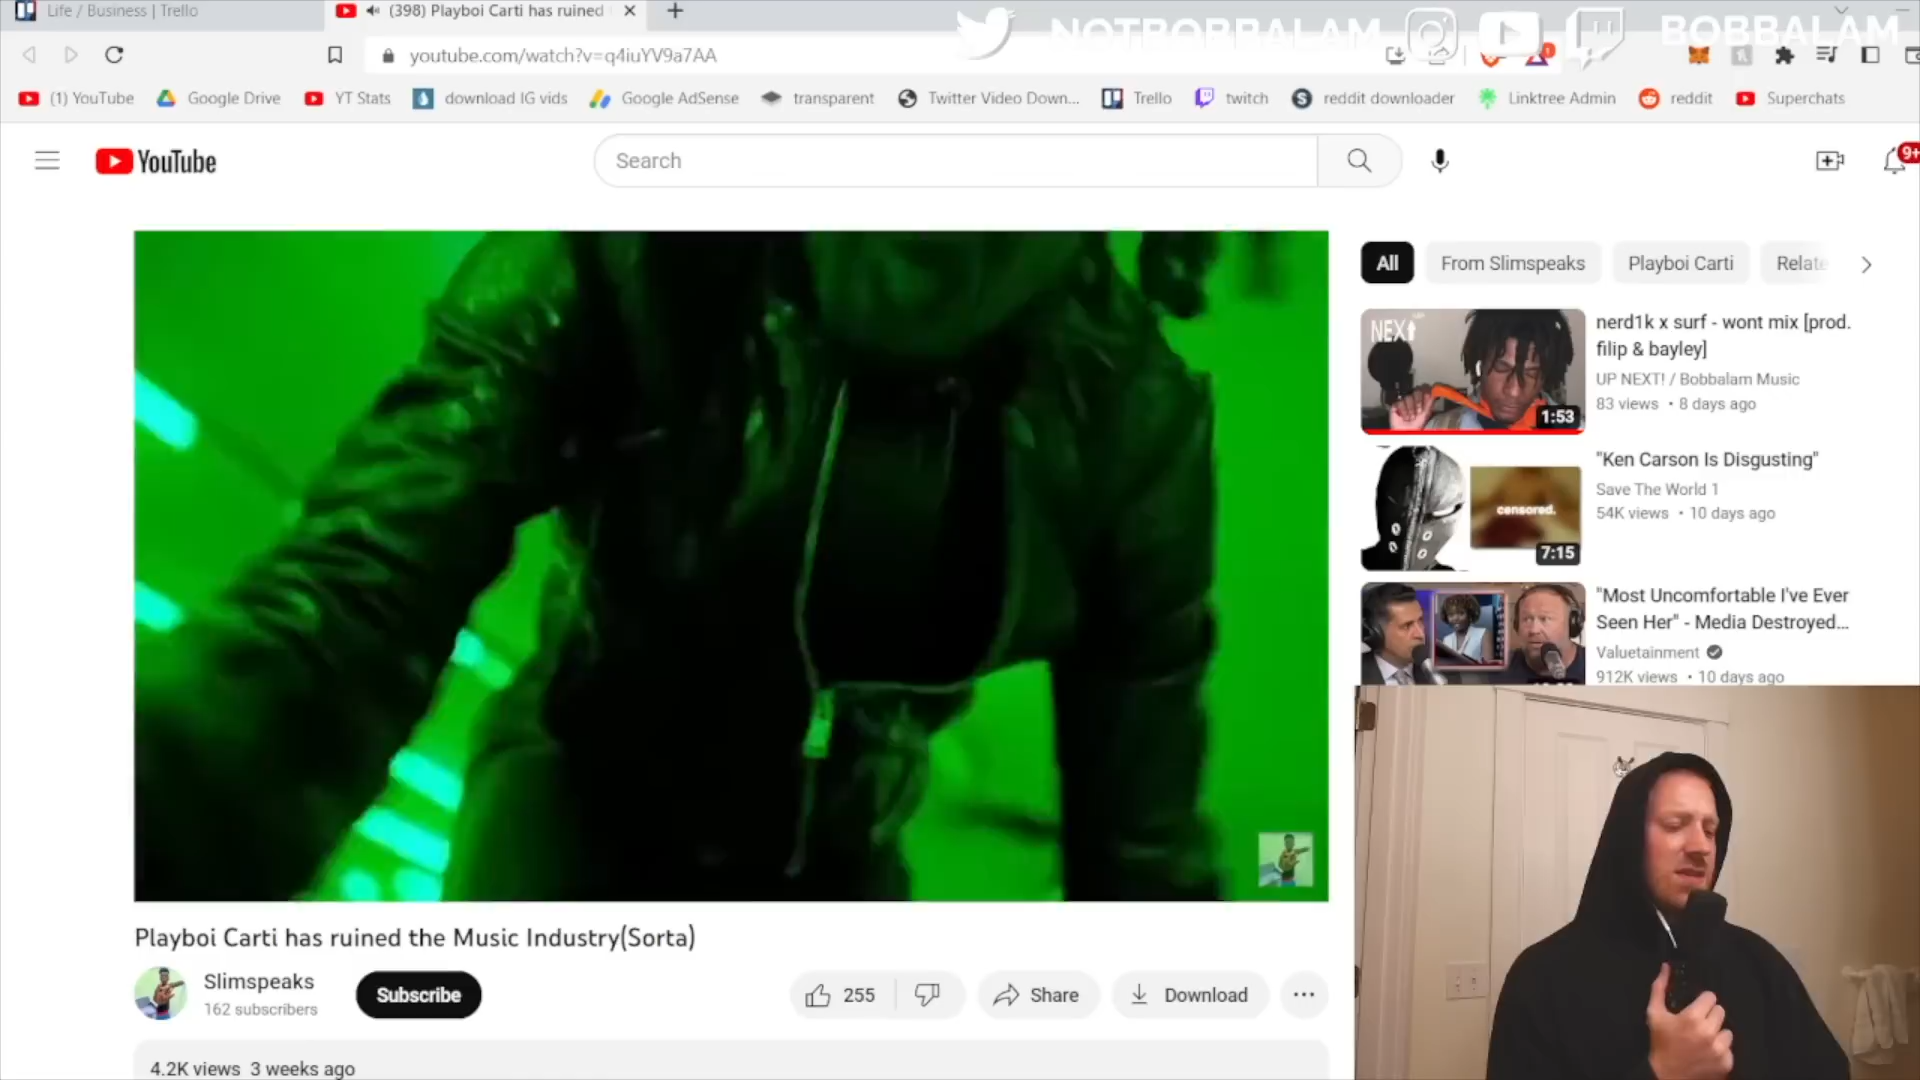 Life / Business | Trello
(398) Playboi Carti has ruined
NOTBOBBALAM
BOBBALAM
youtube.com/watch?v=q4iuYV9a7AA
1
(1) YouTube
Google Drive
YT Stats
download IG vids
Google AdSense
transparent
Twitter Video Down...
Trello
twitch
reddit downloader
Linktree Admin
reddit
Superchats
YouTube
Search
9+
All
From Slimspeaks
Playboi Carti
Relate
NEXT
1:53
nerd1k x surf - wont mix [prod.
filip & bayley]
UP NEXT! / Bobbalam Music
83 views • 8 days ago
censored.
7:15
"Ken Carson Is Disgusting"
Save The World 1
54K views • 10 days ago
"Most Uncomfortable I've Ever
Seen Her" - Media Destroyed...
Valuetainment
912K views • 10 days ago
Playboi Carti has ruined the Music Industry(Sorta)
Slimspeaks
162 subscribers
Subscribe
255
Share
Download
4.2K views 3 weeks ago